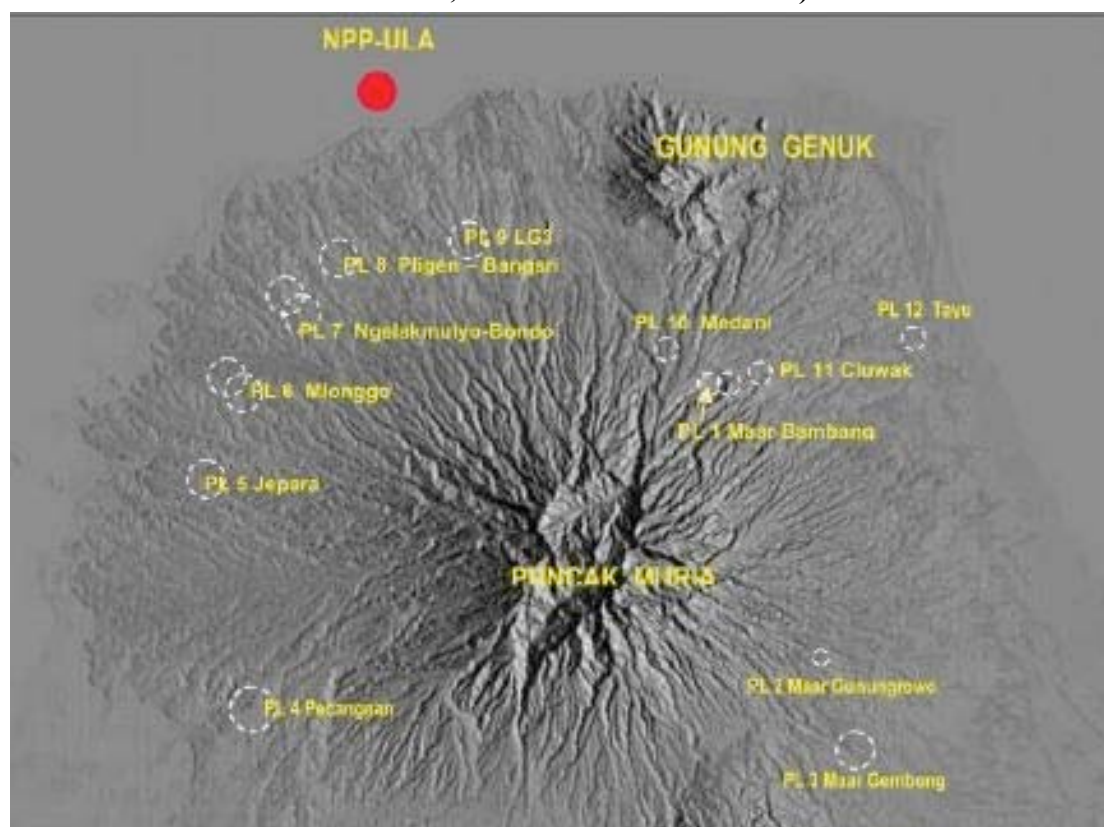 NPP-ULA
GUNUNG GENUK
PL 9 LG3
PL 8 Pligen – Bangsri
PL 12 Tayu
PL 10 Medani
PL 7 Ngelakmulyo-Bondo
PL 11 Cluwak
PL 6 Mlonggo
PL 1 Maar Bambang
PL 5 Jepara
PUNCAK MURIA
PL 2 Maar Gunungrowo
PL 4 Pecangaan
PL 3 Maar Gembong